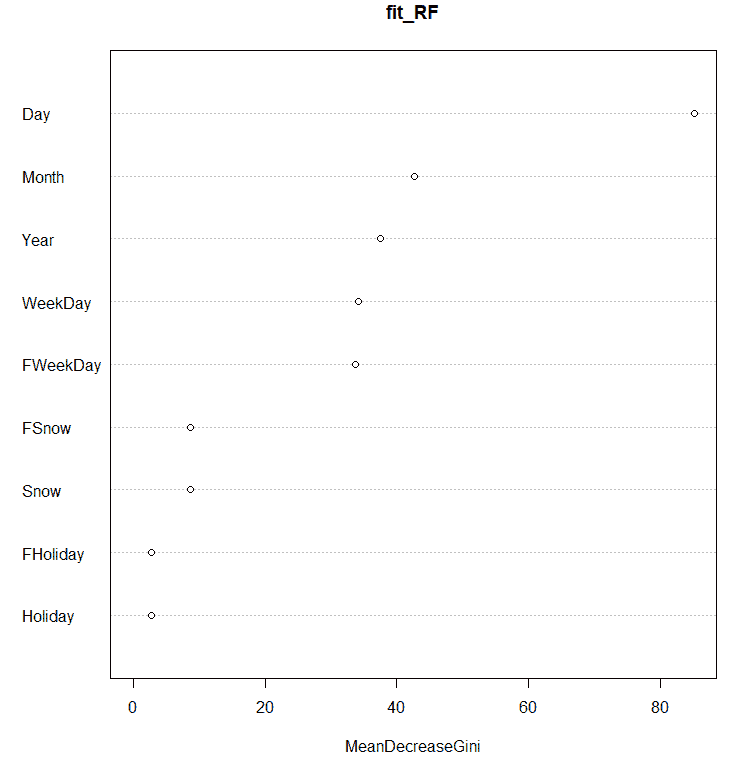 fit_RF
Day
Month
Year
WeekDay
FWeekDay
FSnow
Snow
FHoliday
Holiday
0 20 40 60 80
MeanDecreaseGini